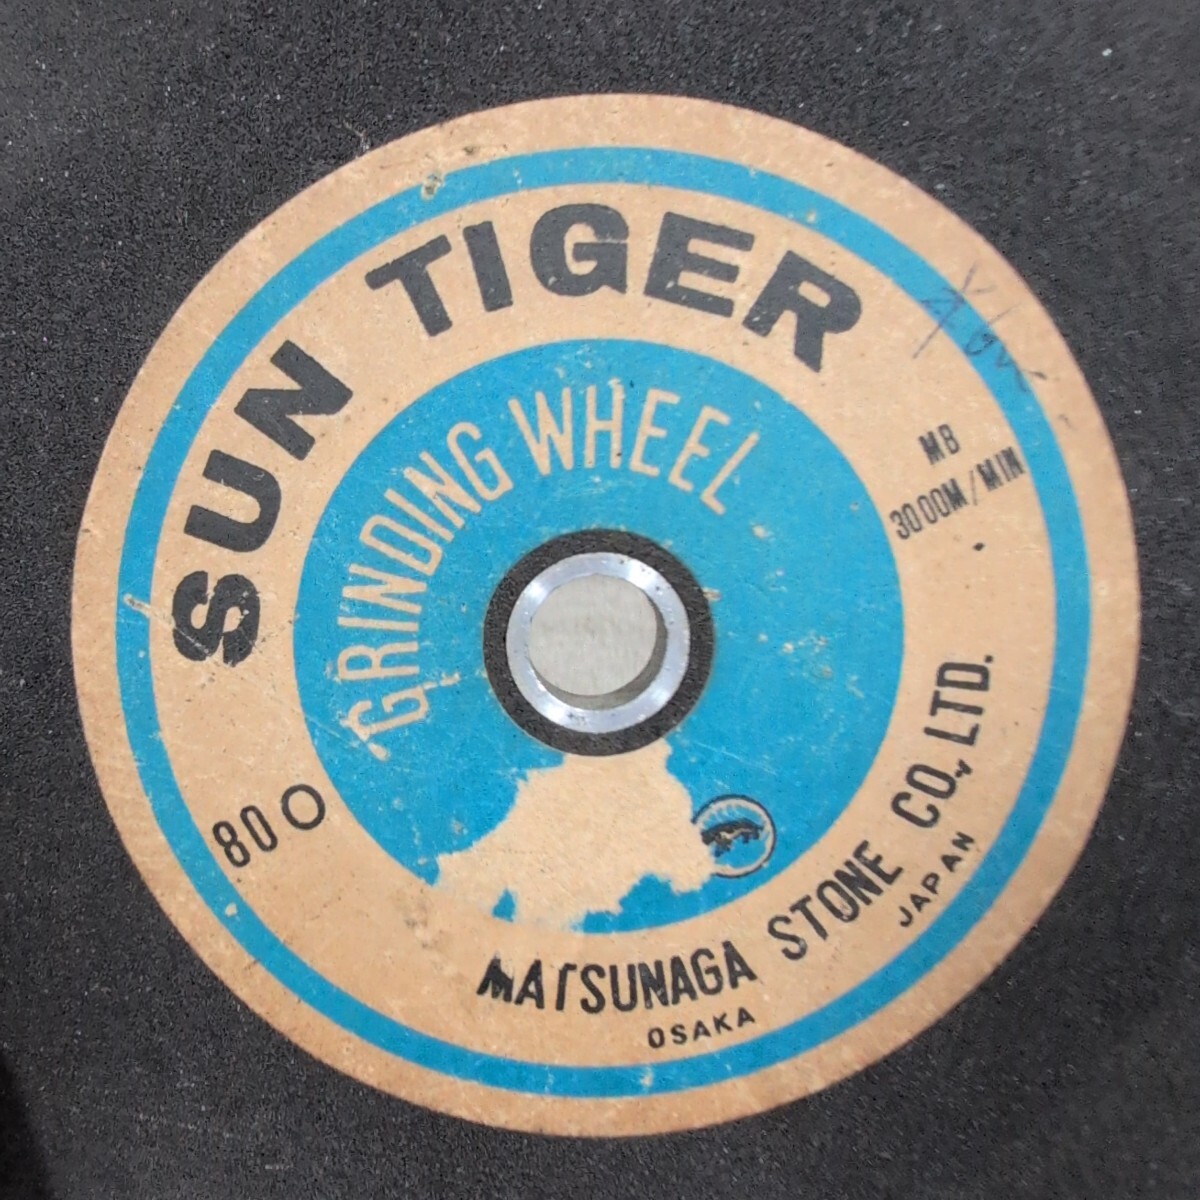 SUN TIGER
GRINDING WHEEL
MB
3000M/MIN
80 O
MATSUNAGA STONE CO., LTD.
OSAKA JAPAN